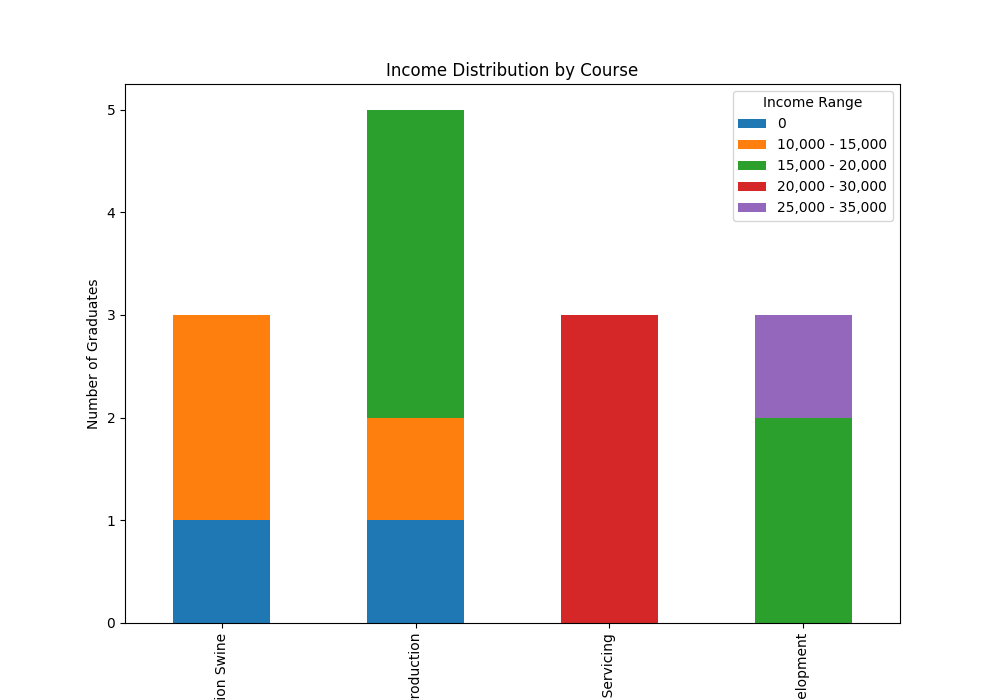 Income Distribution by Course
Income Range
0
10,000 - 15,000
15,000 - 20,000
20,000 - 30,000
25,000 - 35,000
Number of Graduates
5
4
3
2
1
0
ion Swine
roduction
Servicing
elopment